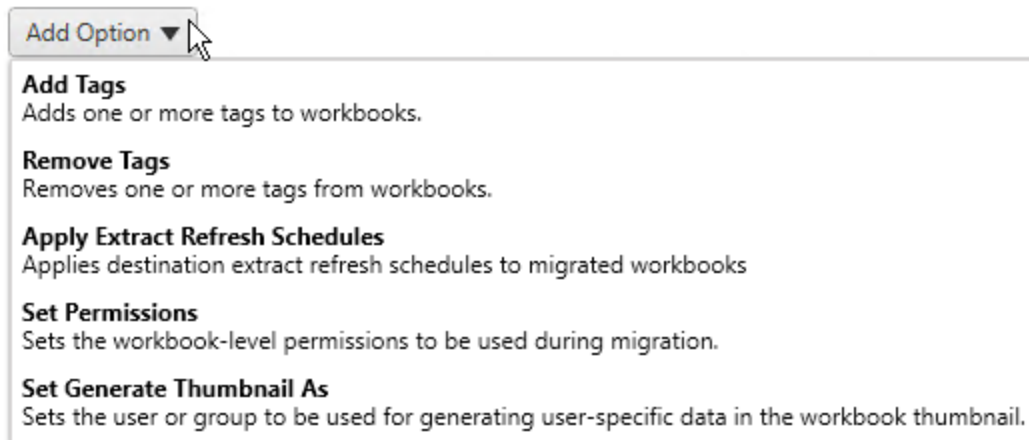 Add Option
Add Tags
Adds one or more tags to workbooks.
Remove Tags
Removes one or more tags from workbooks.
Apply Extract Refresh Schedules
Applies destination extract refresh schedules to migrated workbooks
Set Permissions
Sets the workbook-level permissions to be used during migration.
Set Generate Thumbnail As
Sets the user or group to be used for generating user-specific data in the workbook thumbnail.